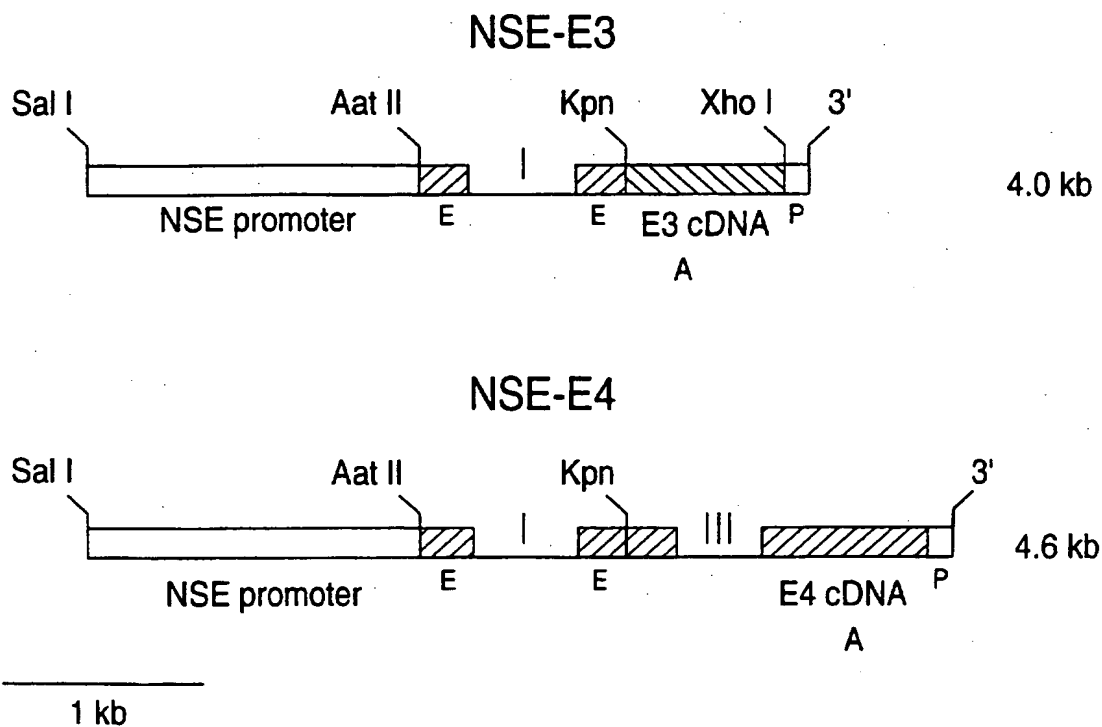 NSE-E3
Sal I Aat II Kpn Xho I 3'
I
4.0 kb
NSE promoter E E E3 cDNA P
A
NSE-E4
Sal I Aat II Kpn 3'
I III
4.6 kb
NSE promoter E E E4 cDNA P
A
1 kb